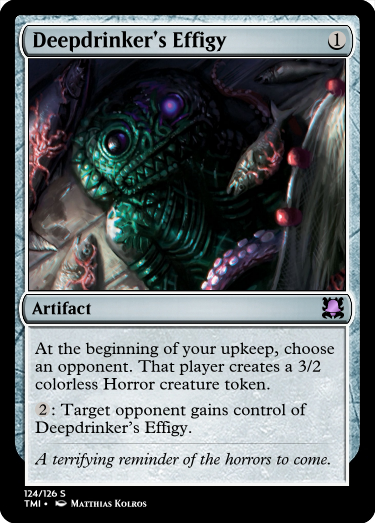 Deepdrinker's Effigy 1
Artifact
At the beginning of your upkeep, choose
an opponent. That player creates a 3/2
colorless Horror creature token.
2: Target opponent gains control of
Deepdrinker's Effigy.
A terrifying reminder of the horrors to come.
124/126 S
TMI • Matthias Kolros